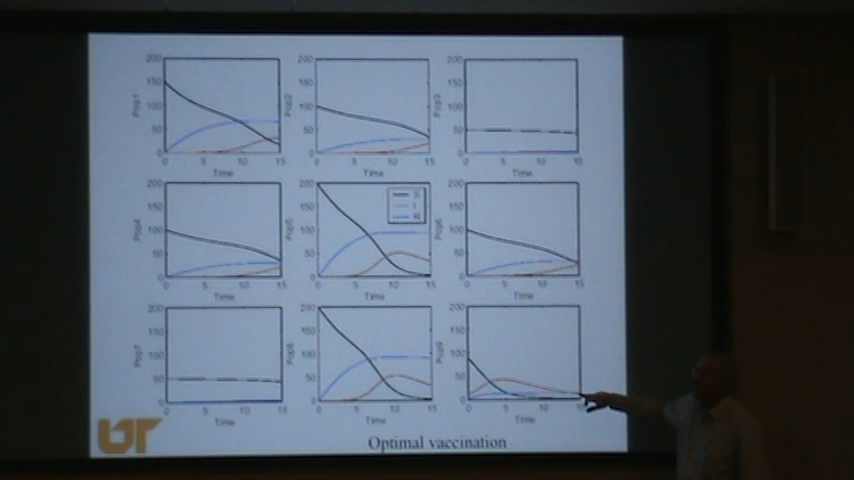 200 200 200
150 150 150
Pop1 100 Pop2 100 Pop3 100
50 50 50
0 0 0
0 5 10 15 0 5 10 15 0 5 10 15
Time Time Time
200 200 200
150 S 150 150
I
R
Pop4 100 Pop5 100 Pop6 100
50 50 50
0 0 0
0 5 10 15 0 5 10 15 0 5 10 15
Time Time Time
200 200 200
150 150 150
Pop7 100 Pop8 100 Pop9 100
50 50 50
0 0 0
0 5 10 15 0 5 10 15 0 5 10
Time Time Time
UT
Optimal vaccination